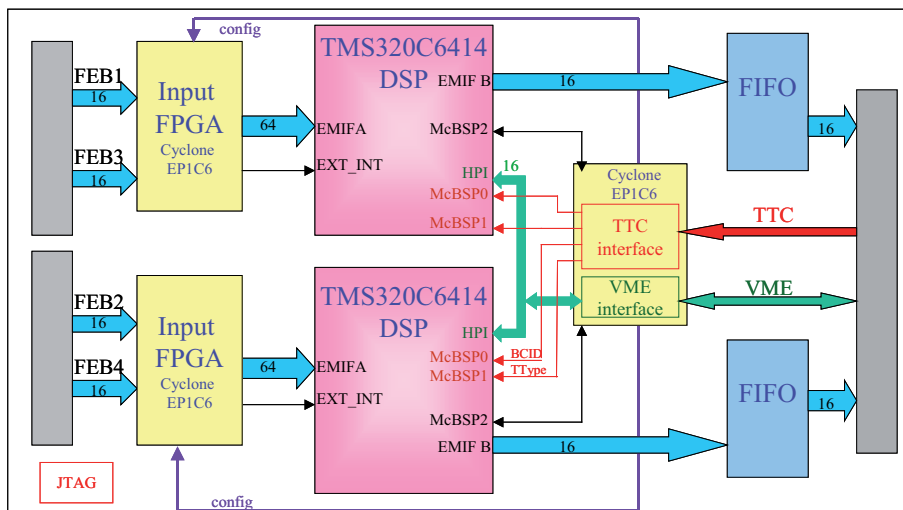 config
FEB1
16
FEB3
16
Input
FPGA
Cyclone
EP1C6
64
TMS320C6414
DSP
EMIFA
EXT_INT
EMIF B
McBSP2
HPI
16
McBSP0
McBSP1
16
FIFO
16
Cyclone
EP1C6
TTC
interface
VME
interface
TTC
VME
FEB2
16
FEB4
16
Input
FPGA
Cyclone
EP1C6
64
TMS320C6414
DSP
HPI
McBSP0
BCID
McBSP1
TType
EMIFA
EXT_INT
McBSP2
EMIF B
16
FIFO
16
JTAG
config